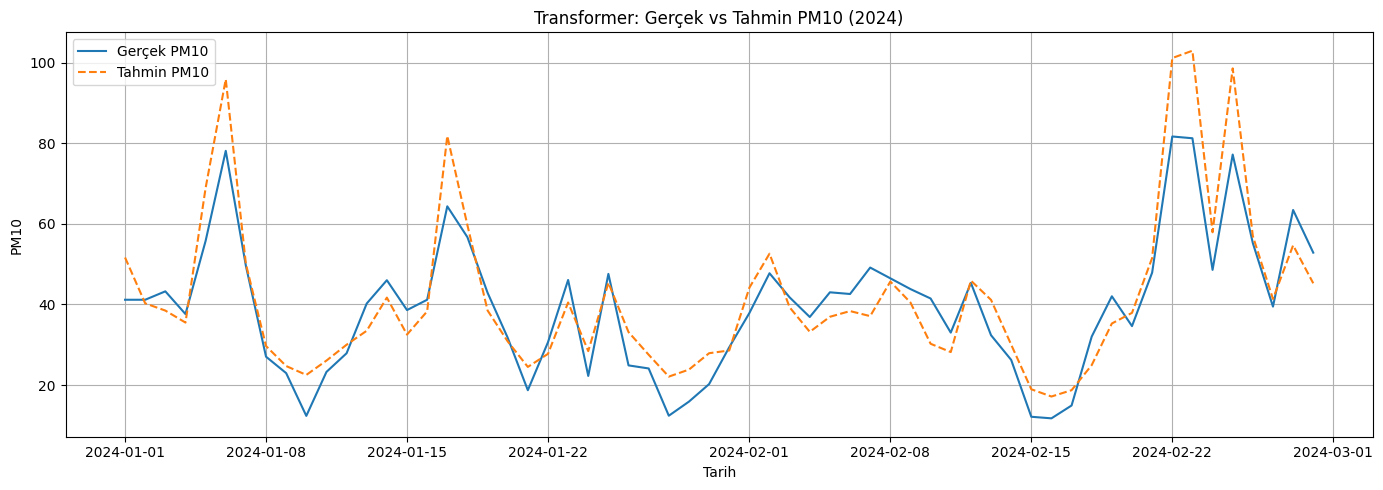 Transformer: Gerçek vs Tahmin PM10 (2024)
Gerçek PM10
Tahmin PM10
PM10
100
80
60
40
20
2024-01-01
2024-01-08
2024-01-15
2024-01-22
2024-02-01
2024-02-08
2024-02-15
2024-02-22
2024-03-01
Tarih